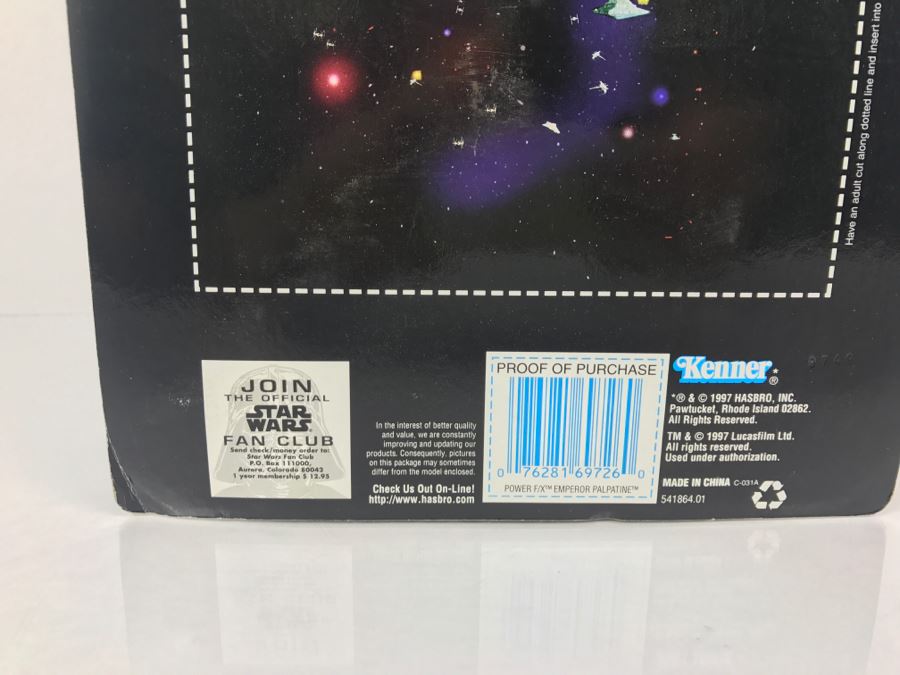 Have an adult cut along dotted line and insert into
JOIN
THE OFFICIAL
STAR
WARS
FAN CLUB
Send check/money order to:
Star Wars Fan Club
P.O. Box 111000,
Aurora, Colorado 80042
1 year membership $ 12.95
In the interest of better quality
and value, we are constantly
improving and updating our
products. Consequently, pictures
on this package may sometimes
differ from the model enclosed.
Check Us Out On-Line!
http://www.hasbro.com
PROOF OF PURCHASE
0 76281 69726 0
POWER F/X™ EMPEROR PALPATINE™
Kenner*®
*® & © 1997 HASBRO, INC.
Pawtucket, Rhode Island 02862.
All Rights Reserved.
TM & © 1997 Lucasfilm Ltd.
All rights reserved.
Used under authorization.
MADE IN CHINA C-031A
541864.01